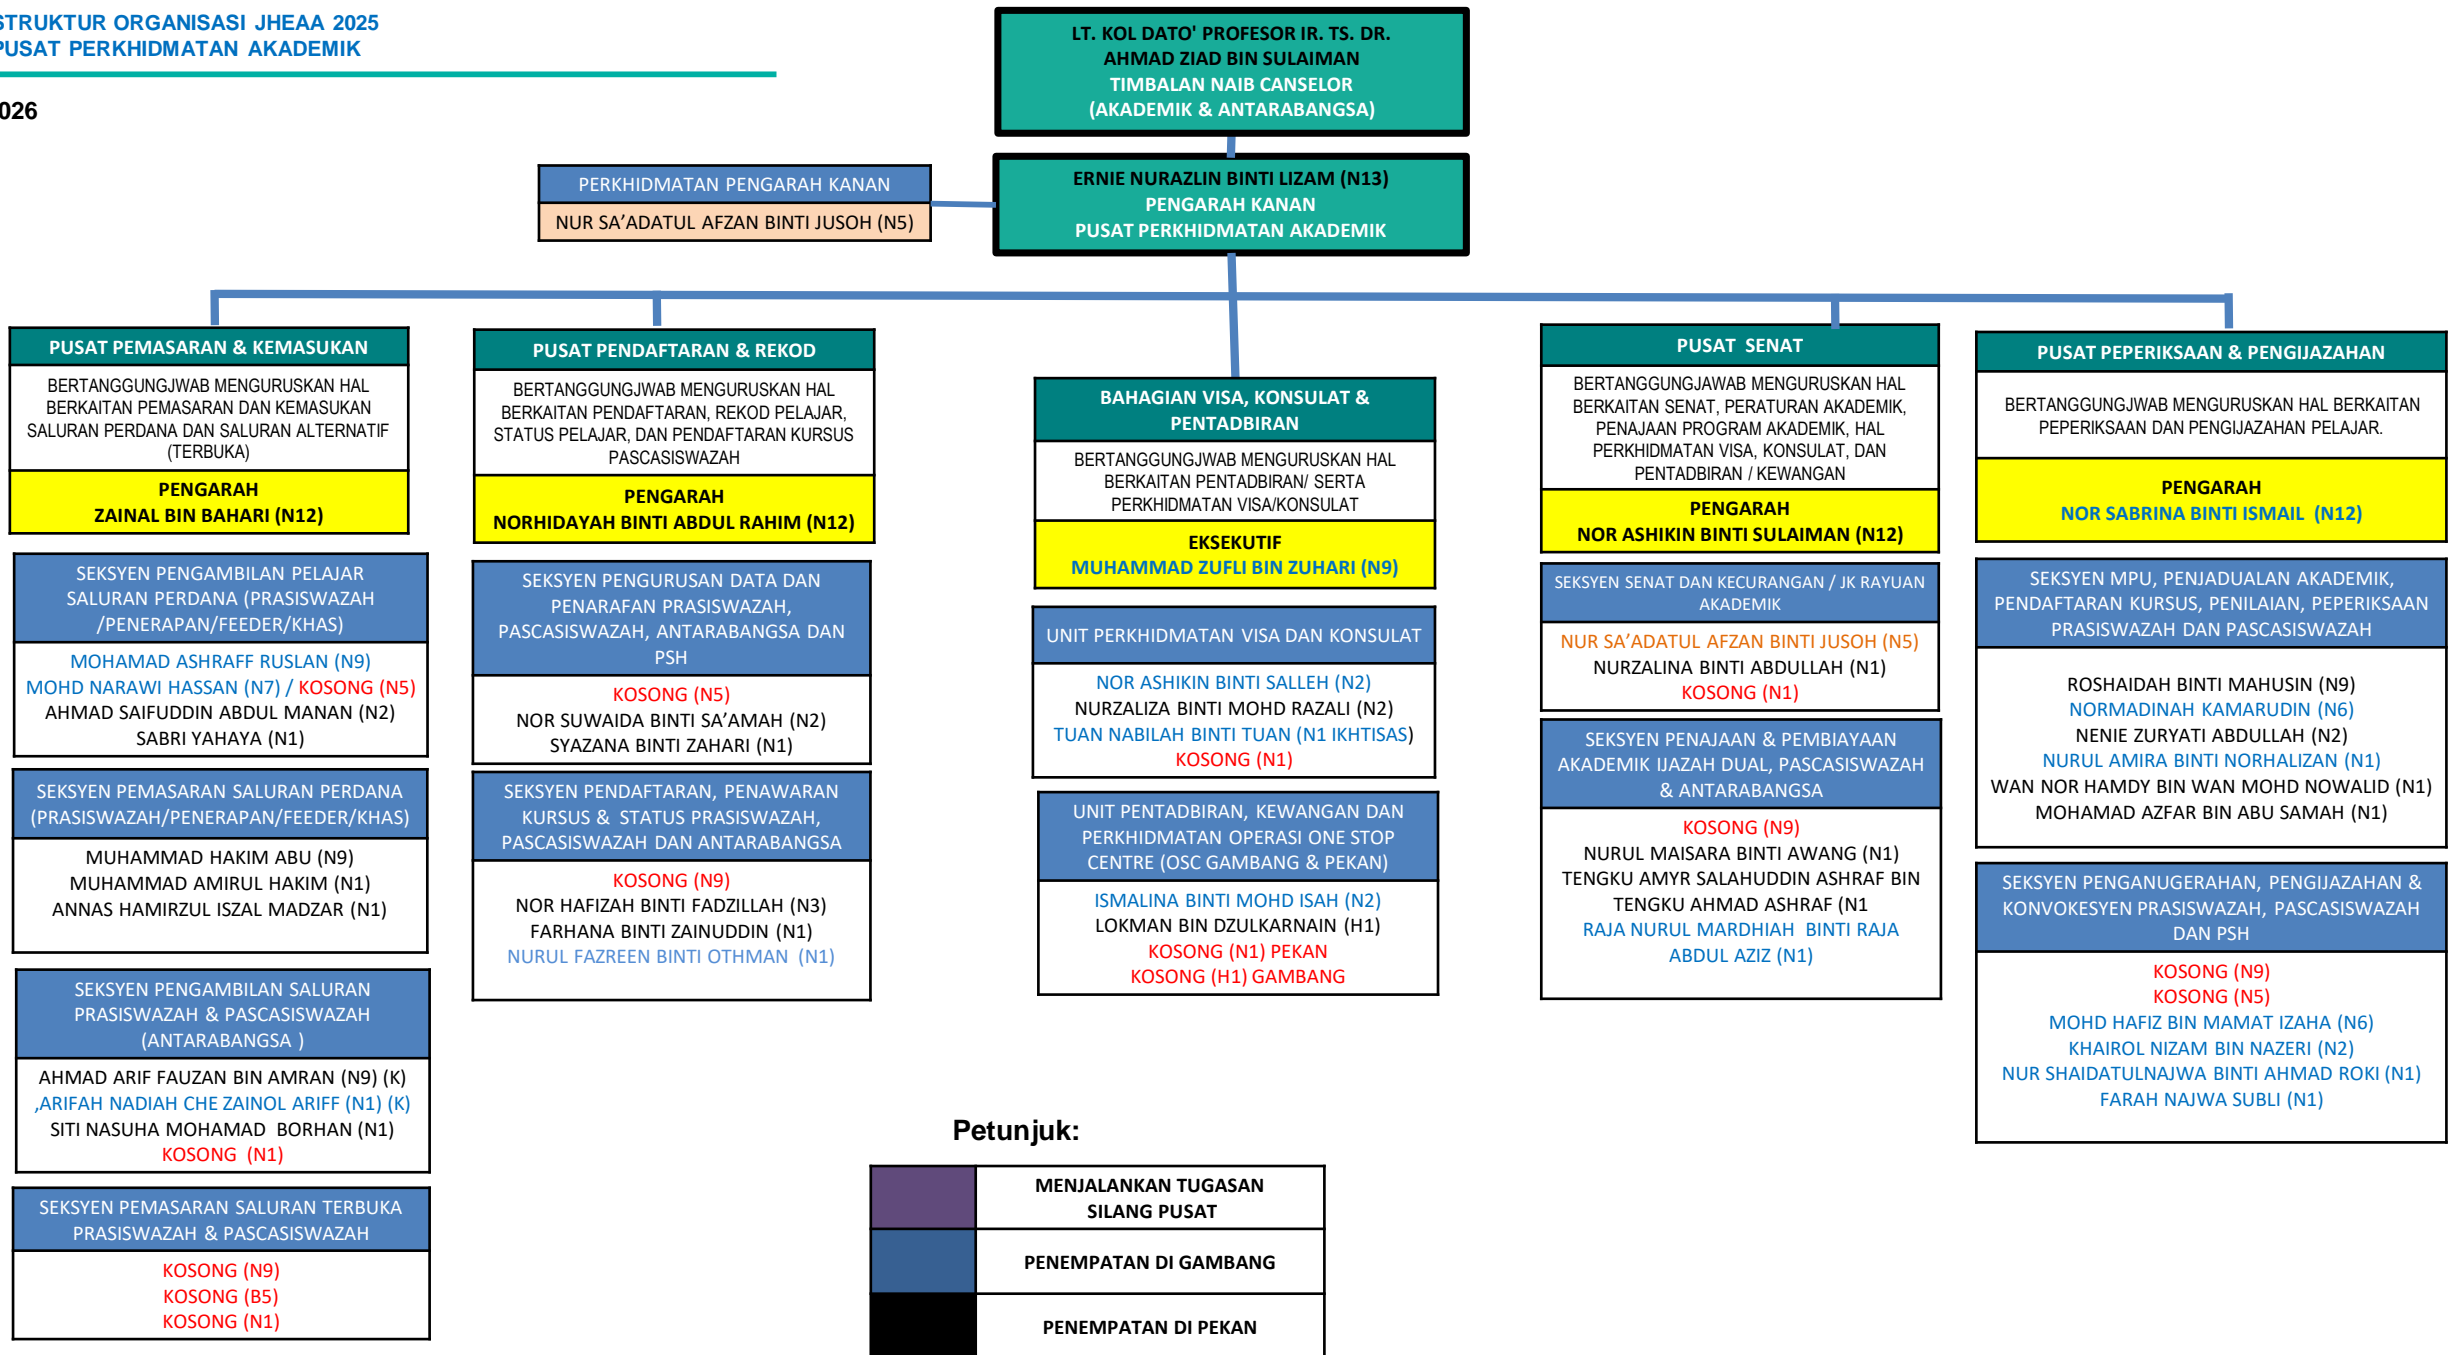 STRUKTUR ORGANISASI JHEAA 2025
PUSAT PERKHIDMATAN AKADEMIK
026
LT. KOL DATO' PROFESOR IR. TS. DR.
AHMAD ZIAD BIN SULAIMAN
TIMBALAN NAIB CANSELOR
(AKADEMIK & ANTARABANGSA)
PERKHIDMATAN PENGARAH KANAN
NUR SA’ADATUL AFZAN BINTI JUSOH (N5)
ERNIE NURAZLIN BINTI LIZAM (N13)
PENGARAH KANAN
PUSAT PERKHIDMATAN AKADEMIK
PUSAT PEMASARAN & KEMASUKAN
BERTANGGUNGJWAB MENGURUSKAN HAL
BERKAITAN PEMASARAN DAN KEMASUKAN
SALURAN PERDANA DAN SALURAN ALTERNATIF
(TERBUKA)
PENGARAH
ZAINAL BIN BAHARI (N12)
SEKSYEN PENGAMBILAN PELAJAR
SALURAN PERDANA (PRASISWAZAH
/PENERAPAN/FEEDER/KHAS)
MOHAMAD ASHRAFF RUSLAN (N9)
MOHD NARAWI HASSAN (N7) / KOSONG (N5)
AHMAD SAIFUDDIN ABDUL MANAN (N2)
SABRI YAHAYA (N1)
SEKSYEN PEMASARAN SALURAN PERDANA
(PRASISWAZAH/PENERAPAN/FEEDER/KHAS)
MUHAMMAD HAKIM ABU (N9)
MUHAMMAD AMIRUL HAKIM (N1)
ANNAS HAMIRZUL ISZAL MADZAR (N1)
SEKSYEN PENGAMBILAN SALURAN
PRASISWAZAH & PASCASISWAZAH
(ANTARABANGSA )
AHMAD ARIF FAUZAN BIN AMRAN (N9) (K)
,ARIFAH NADIAH CHE ZAINOL ARIFF (N1) (K)
SITI NASUHA MOHAMAD  BORHAN (N1)
KOSONG  (N1)
SEKSYEN PEMASARAN SALURAN TERBUKA
PRASISWAZAH & PASCASISWAZAH
KOSONG (N9)
KOSONG (B5)
KOSONG (N1)
PUSAT PENDAFTARAN & REKOD
BERTANGGUNGJWAB MENGURUSKAN HAL
BERKAITAN PENDAFTARAN, REKOD PELAJAR,
STATUS PELAJAR, DAN PENDAFTARAN KURSUS
PASCASISWAZAH
PENGARAH
NORHIDAYAH BINTI ABDUL RAHIM (N12)
SEKSYEN PENGURUSAN DATA DAN
PENARAFAN PRASISWAZAH,
PASCASISWAZAH, ANTARABANGSA DAN
PSH
KOSONG (N5)
NOR SUWAIDA BINTI SA’AMAH (N2)
SYAZANA BINTI ZAHARI (N1)
SEKSYEN PENDAFTARAN, PENAWARAN
KURSUS &  STATUS PRASISWAZAH,
PASCASISWAZAH DAN ANTARABANGSA
KOSONG (N9)
NOR HAFIZAH BINTI FADZILLAH (N3)
FARHANA BINTI ZAINUDDIN (N1)
NURUL FAZREEN BINTI OTHMAN  (N1)
BAHAGIAN VISA, KONSULAT &
PENTADBIRAN
BERTANGGUNGJWAB MENGURUSKAN HAL
BERKAITAN PENTADBIRAN/ SERTA
PERKHIDMATAN VISA/KONSULAT
EKSEKUTIF
MUHAMMAD ZUFLI BIN ZUHARI (N9)
UNIT PERKHIDMATAN VISA DAN KONSULAT
NOR ASHIKIN BINTI SALLEH (N2)
NURZALIZA BINTI MOHD RAZALI (N2)
TUAN NABILAH BINTI TUAN (N1 IKHTISAS)
KOSONG (N1)
UNIT PENTADBIRAN, KEWANGAN DAN
PERKHIDMATAN OPERASI ONE STOP
CENTRE (OSC GAMBANG & PEKAN)
ISMALINA BINTI MOHD ISAH (N2)
LOKMAN BIN DZULKARNAIN (H1)
KOSONG (N1) PEKAN
KOSONG (H1) GAMBANG
PUSAT  SENAT
BERTANGGUNGJAWAB MENGURUSKAN HAL
BERKAITAN SENAT, PERATURAN AKADEMIK,
PENAJAAN PROGRAM AKADEMIK, HAL
PERKHIDMATAN VISA, KONSULAT, DAN
PENTADBIRAN / KEWANGAN
PENGARAH
NOR ASHIKIN BINTI SULAIMAN (N12)
SEKSYEN SENAT DAN KECURANGAN / JK RAYUAN
AKADEMIK
NUR SA’ADATUL AFZAN BINTI JUSOH (N5)
NURZALINA BINTI ABDULLAH (N1)
KOSONG (N1)
SEKSYEN PENAJAAN & PEMBIAYAAN
AKADEMIK IJAZAH DUAL, PASCASISWAZAH
& ANTARABANGSA
KOSONG (N9)
NURUL MAISARA BINTI AWANG (N1)
TENGKU AMYR SALAHUDDIN ASHRAF BIN
TENGKU AHMAD ASHRAF (N1
RAJA NURUL MARDHIAH  BINTI RAJA
ABDUL AZIZ (N1)
PUSAT PEPERIKSAAN & PENGIJAZAHAN
BERTANGGUNGJWAB MENGURUSKAN HAL BERKAITAN
PEPERIKSAAN DAN PENGIJAZAHAN PELAJAR.
PENGARAH
NOR SABRINA BINTI ISMAIL  (N12)
SEKSYEN MPU, PENJADUALAN AKADEMIK,
PENDAFTARAN KURSUS, PENILAIAN, PEPERIKSAAN
PRASISWAZAH DAN PASCASISWAZAH
ROSHAIDAH BINTI MAHUSIN (N9)
NORMADINAH KAMARUDIN (N6)
NENIE ZURYATI ABDULLAH (N2)
NURUL AMIRA BINTI NORHALIZAN (N1)
WAN NOR HAMDY BIN WAN MOHD NOWALID (N1)
MOHAMAD AZFAR BIN ABU SAMAH (N1)
SEKSYEN PENGANUGERAHAN, PENGIJAZAHAN &
KONVOKESYEN PRASISWAZAH, PASCASISWAZAH
DAN PSH
KOSONG (N9)
KOSONG (N5)
MOHD HAFIZ BIN MAMAT IZAHA (N6)
KHAIROL NIZAM BIN NAZERI (N2)
NUR SHAIDATULNAJWA BINTI AHMAD ROKI (N1)
FARAH NAJWA SUBLI (N1)
Petunjuk:
MENJALANKAN TUGASAN
SILANG PUSAT
PENEMPATAN DI GAMBANG
PENEMPATAN DI PEKAN